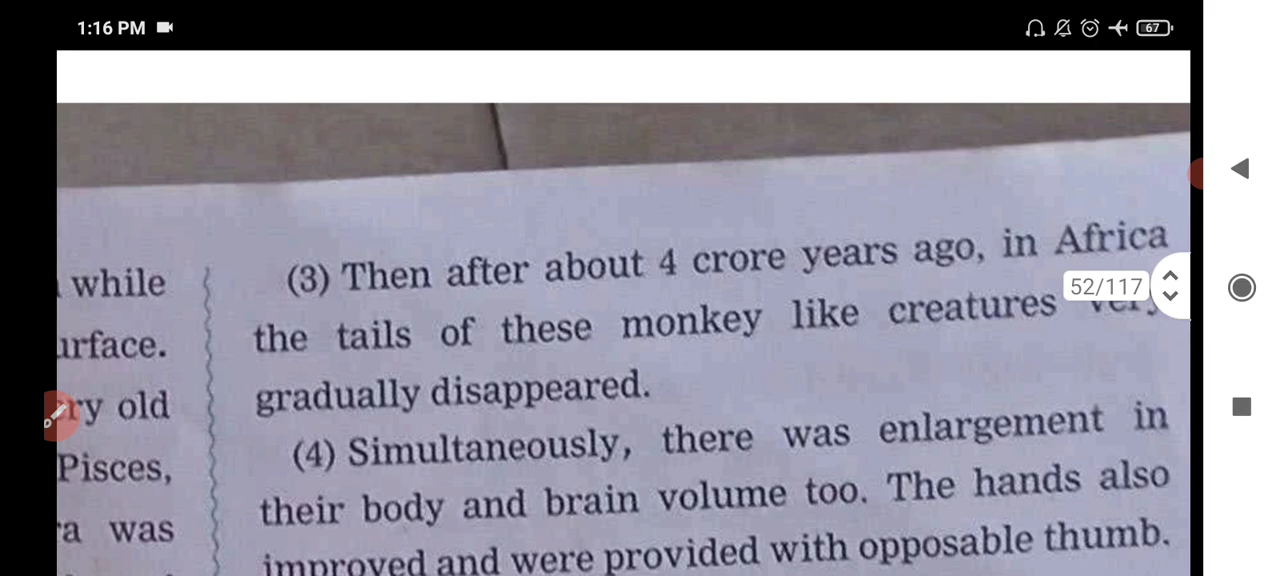 1:16 PM
67
while
(3) Then after about 4 crore years ago, in Africa
52/117
urface.
the tails of these monkey like creatures very
ry old
gradually disappeared.
(4) Simultaneously, there was enlargement in
Pisces,
their body and brain volume too. The hands also
a was
improved and were provided with opposable thumb.